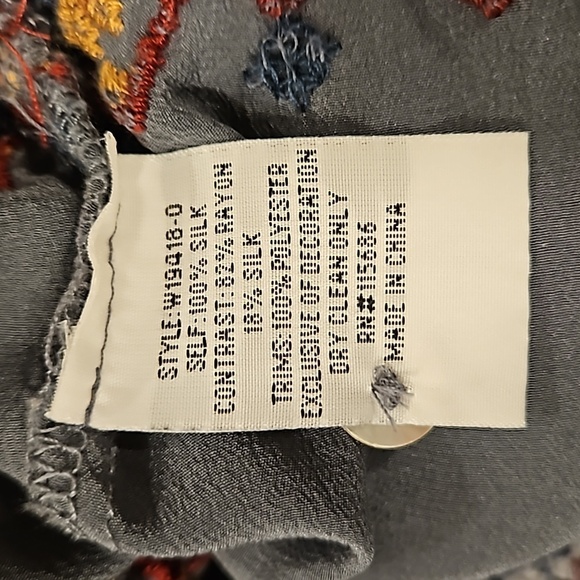 STYLE:W19418-0
SELF:100% SILK
CONTRAST:82% RAYON
18% SILK
TRIMS:100% POLYESTER
EXCLUSIVE OF DECORATION
DRY CLEAN ONLY
RN#115686
MADE IN CHINA